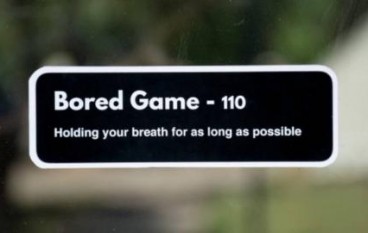 Bored Game - 110
Holding your breath for as long as possible